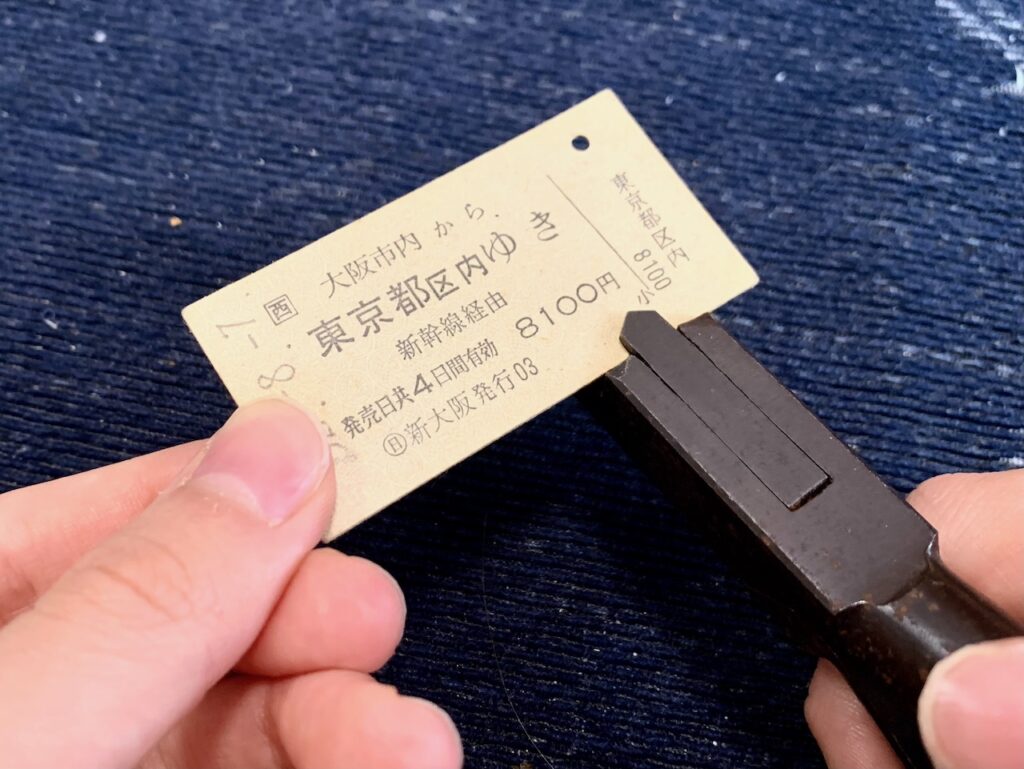 西 大阪市内から
東京都区内ゆき
新幹線経由 8100円
発売日共4日間有効
新大阪発行03
-8.-7
東京都区内
8100
小